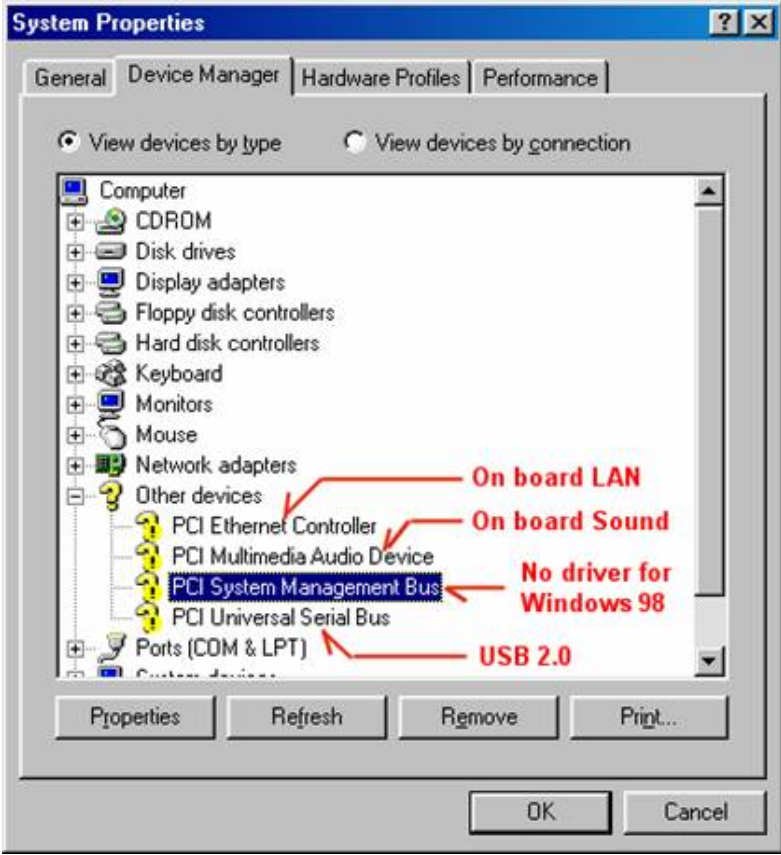 System Properties
General Device Manager Hardware Profiles Performance
View devices by type View devices by connection
Computer
CDROM
Disk drives
Display adapters
Floppy disk controllers
Hard disk controllers
Keyboard
Monitors
Mouse
Network adapters
On board LAN
Other devices
PCI Ethernet Controller
On board Sound
PCI Multimedia Audio Device
PCI System Management Bus
No driver for
Windows 98
PCI Universal Serial Bus
Ports (COM & LPT)
USB 2.0
System devices
Properties Refresh Remove Print...
OK Cancel